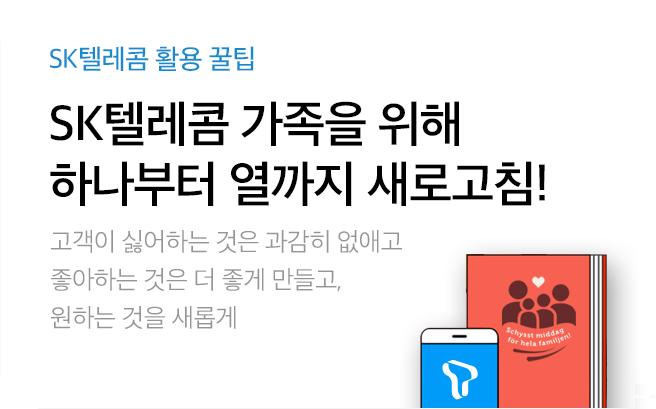 SK텔레콤 활용 꿀팁
SK텔레콤 가족을 위해
하나부터 열까지 새로고침!
고객이 싫어하는 것은 과감히 없애고
좋아하는 것은 더 좋게 만들고,
원하는 것을 새롭게
Schysst middag
för hela familjen!